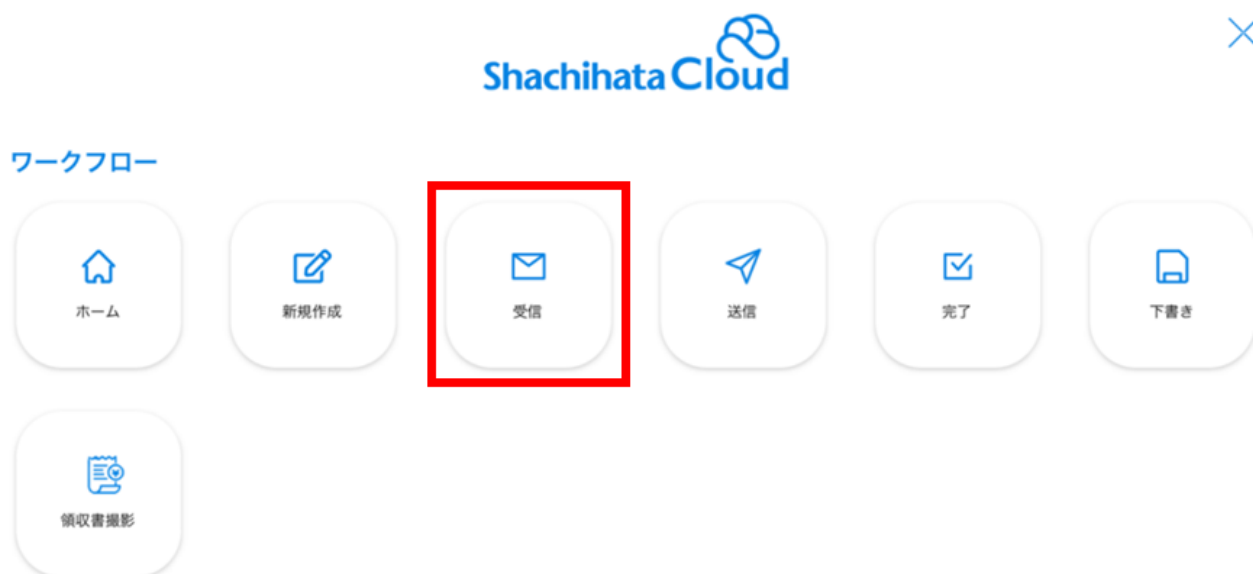 Shachihata Cloud
ワークフロー
ホーム
新規作成
受信
送信
完了
下書き
領収書撮影